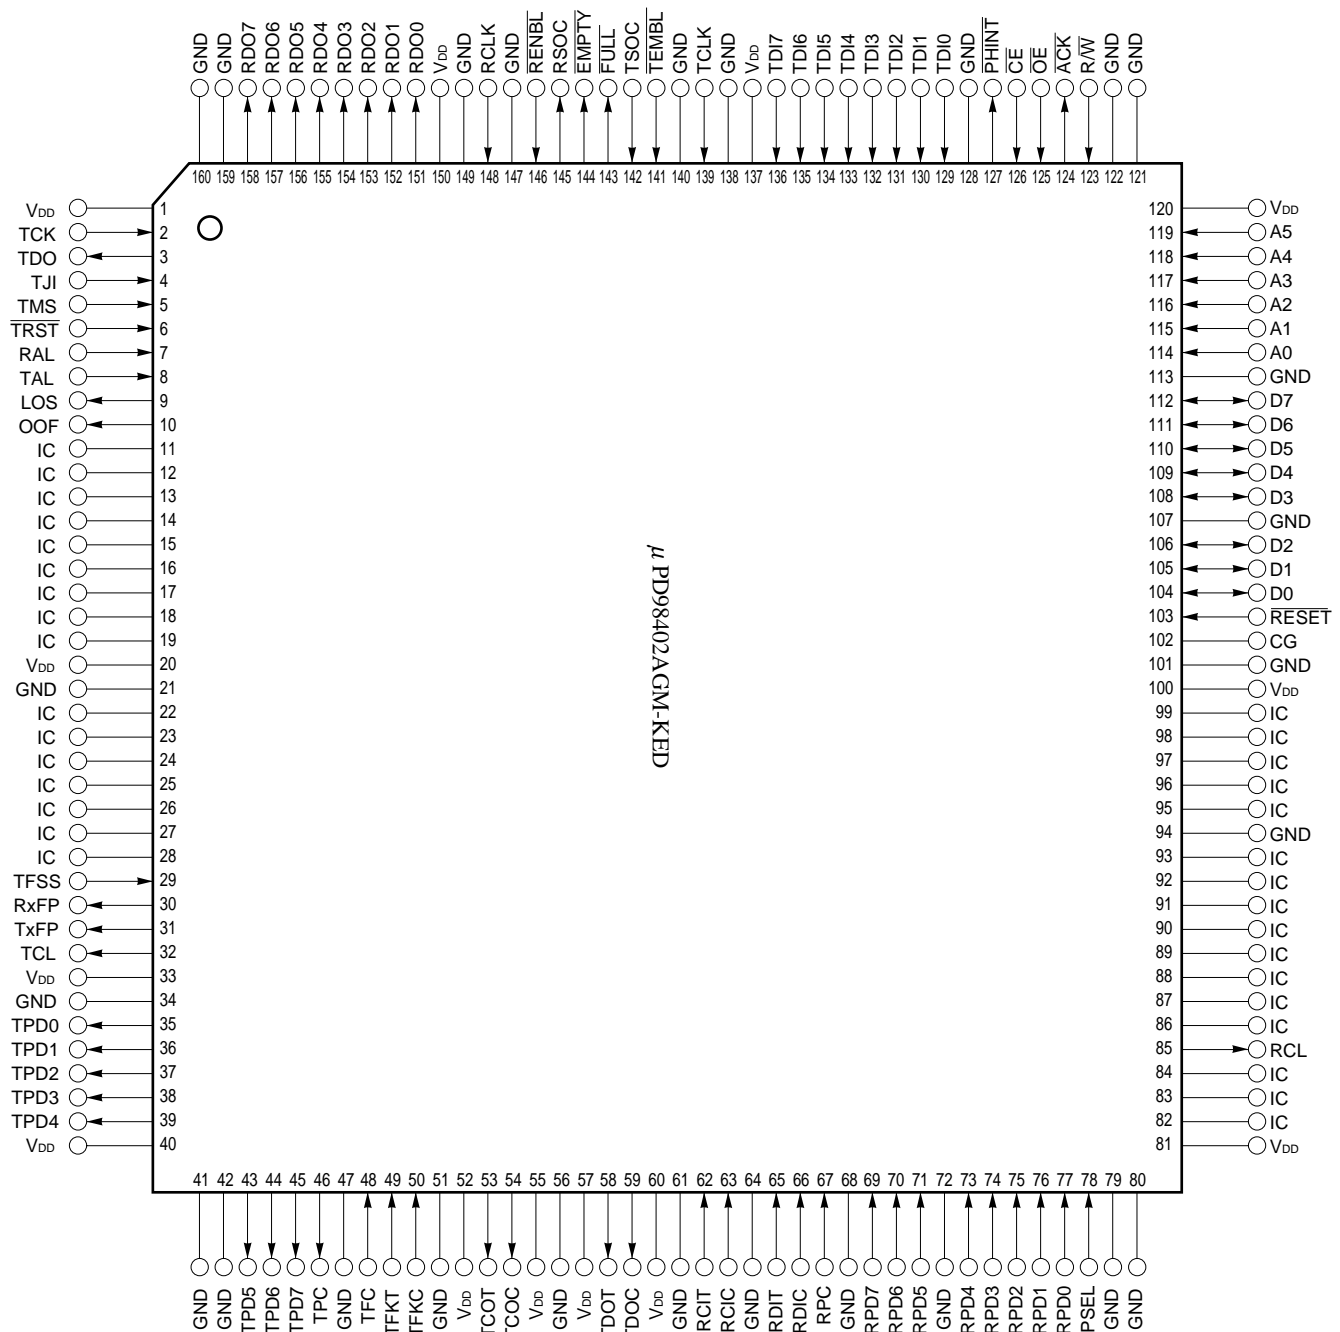 GND GND RDO7 RDO6 RDO5 RDO4 RDO3 RDO2 RDO1 RDO0 VDD GND RCLK GND RENBL RSOC EMPTY FULL TSOC TEMBL GND TCLK GND VDD TDI7 TDI6 TDI5 TDI4 TDI3 TDI2 TDI1 TDI0 GND PHINT CE OE ACK R/W GND GND
160 159 158 157 156 155 154 153 152 151 150 149 148 147 146 145 144 143 142 141 140 139 138 137 136 135 134 133 132 131 130 129 128 127 126 125 124 123 122 121
VDD 1 120 VDD
TCK 2 119 A5
TDO 3 118 A4
TJI 4 117 A3
TMS 5 116 A2
TRST 6 115 A1
RAL 7 114 A0
TAL 8 113 GND
LOS 9 112 D7
OOF 10 111 D6
IC 11 110 D5
IC 12 109 D4
IC 13 108 D3
IC 14 107 GND
IC 15 106 D2
IC 16 105 D1
IC 17 104 D0
IC 18 103 RESET
IC 19 102 CG
VDD 20 101 GND
GND 21 100 VDD
IC 22 99 IC
IC 23 98 IC
IC 24 97 IC
IC 25 96 IC
IC 26 95 IC
IC 27 94 GND
IC 28 93 IC
TFSS 29 92 IC
RxFP 30 91 IC
TxFP 31 90 IC
TCL 32 89 IC
VDD 33 88 IC
GND 34 87 IC
TPD0 35 86 IC
TPD1 36 85 RCL
TPD2 37 84 IC
TPD3 38 83 IC
TPD4 39 82 IC
VDD 40 81 VDD
μ PD98402AGM-KED
41 42 43 44 45 46 47 48 49 50 51 52 53 54 55 56 57 58 59 60 61 62 63 64 65 66 67 68 69 70 71 72 73 74 75 76 77 78 79 80
GND GND TPD5 TPD6 TPD7 TPC GND TFC TFKT TFKC GND VDD TCOT TCOC VDD GND VDD TDOT TDOC VDD GND RCIT RCIC GND RDIT RDIC RPC GND RPD7 RPD6 RPD5 GND RPD4 RPD3 RPD2 RPD1 RPD0 PSEL GND GND